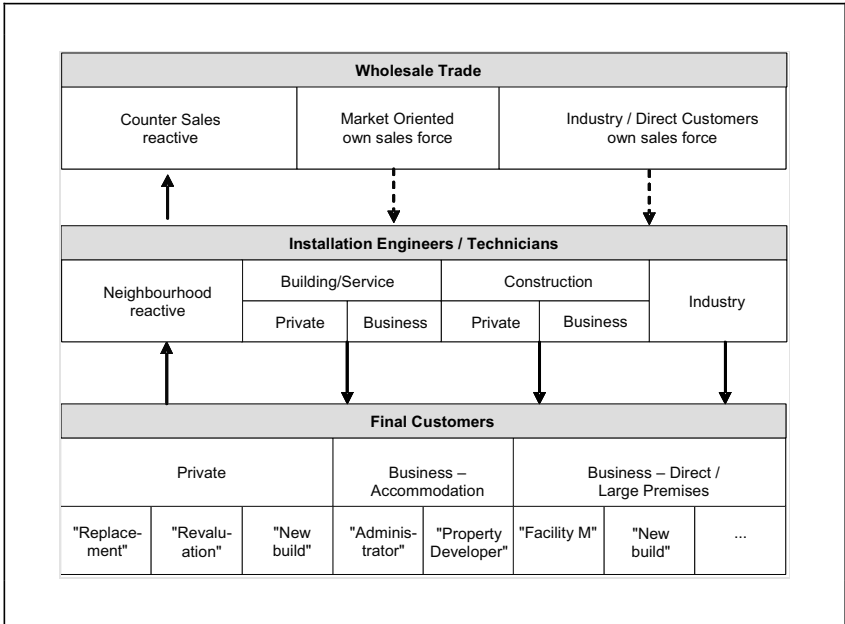 Wholesale Trade
Counter Sales
reactive
Market Oriented
own sales force
Industry / Direct Customers
own sales force
Installation Engineers / Technicians
Neighbourhood
reactive
Building/Service
Private
Business
Construction
Private
Business
Industry
Final Customers
Private
Business –
Accommodation
Business – Direct /
Large Premises
"Replace-
ment"
"Revalu-
ation"
"New
build"
"Adminis-
trator"
"Property
Developer"
"Facility M"
"New
build"
...